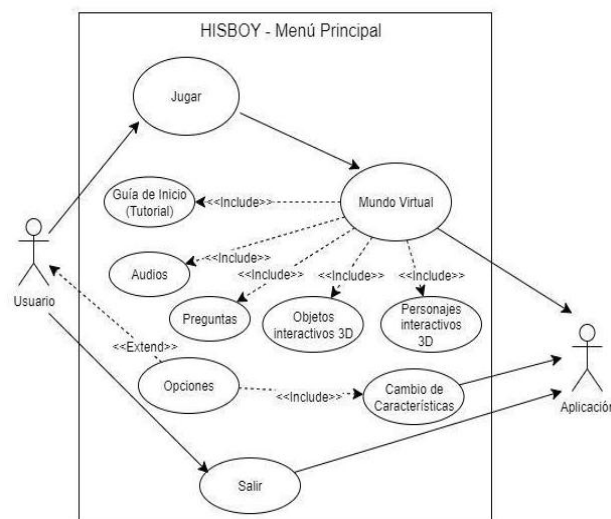 HISBOY - Menú Principal
Jugar
Guía de Inicio
(Tutorial)
<<Include>>
Mundo Virtual
Audios
<<Include>>
<<Include>>
<<Include>>
<<Include>>
Usuario
Preguntas
Objetos
interactivos 3D
Personajes
interactivos
3D
<<Extend>>
Opciones
<<Include>>
Cambio de
Características
Aplicación
Salir